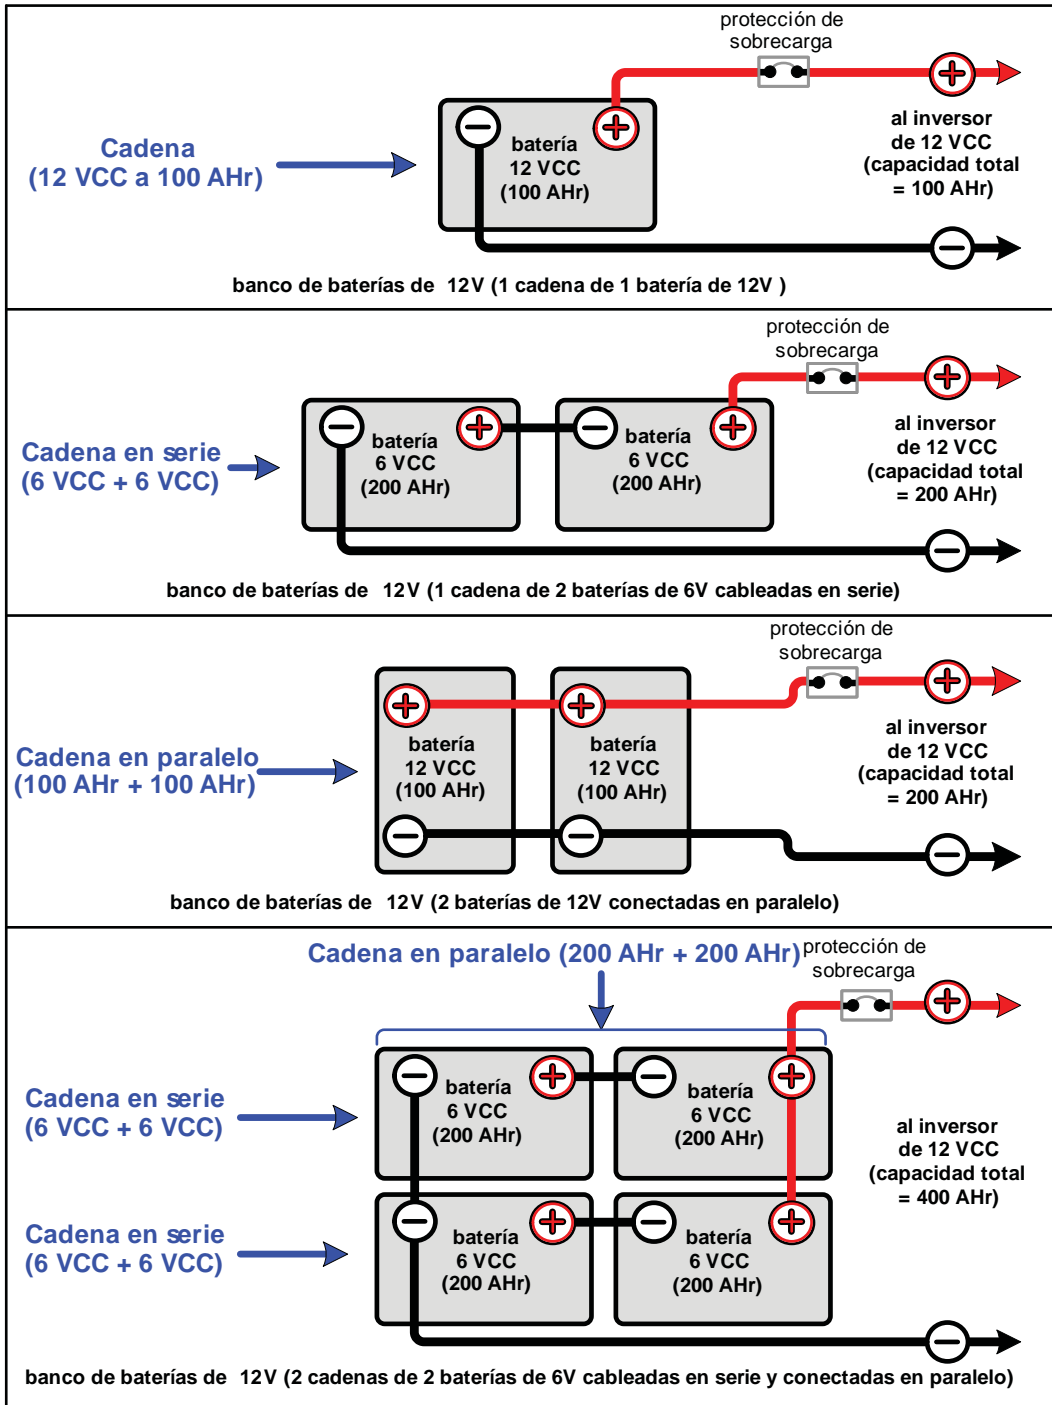 protección de
sobrecarga
Cadena
(12 VCC a 100 AHr)
batería
12 VCC
(100 AHr)
al inversor
de 12 VCC
(capacidad total
= 100 AHr)
banco de baterías de 12V (1 cadena de 1 batería de 12V )
protección de
sobrecarga
Cadena en serie
(6 VCC + 6 VCC)
batería
6 VCC
(200 AHr)
batería
6 VCC
(200 AHr)
al inversor
de 12 VCC
(capacidad total
= 200 AHr)
banco de baterías de 12V (1 cadena de 2 baterías de 6V cableadas en serie)
protección de
sobrecarga
Cadena en paralelo
(100 AHr + 100 AHr)
batería
12 VCC
(100 AHr)
batería
12 VCC
(100 AHr)
al inversor
de 12 VCC
(capacidad total
= 200 AHr)
banco de baterías de 12V (2 baterías de 12V conectadas en paralelo)
Cadena en paralelo (200 AHr + 200 AHr)
protección de
sobrecarga
Cadena en serie
(6 VCC + 6 VCC)
batería
6 VCC
(200 AHr)
batería
6 VCC
(200 AHr)
al inversor
de 12 VCC
(capacidad total
= 400 AHr)
Cadena en serie
(6 VCC + 6 VCC)
batería
6 VCC
(200 AHr)
batería
6 VCC
(200 AHr)
banco de baterías de 12V (2 cadenas de 2 baterías de 6V cableadas en serie y conectadas en paralelo)